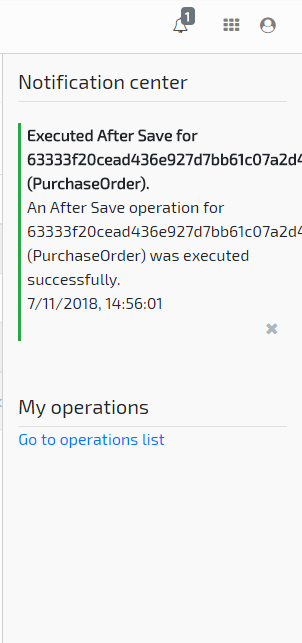 1
Notification center
Executed After Save for
63333f20cead436e927d7bb61c07a2d4
(PurchaseOrder).
An After Save operation for
63333f20cead436e927d7bb61c07a2d4
(PurchaseOrder) was executed
successfully.
7/11/2018, 14:56:01
My operations
Go to operations list